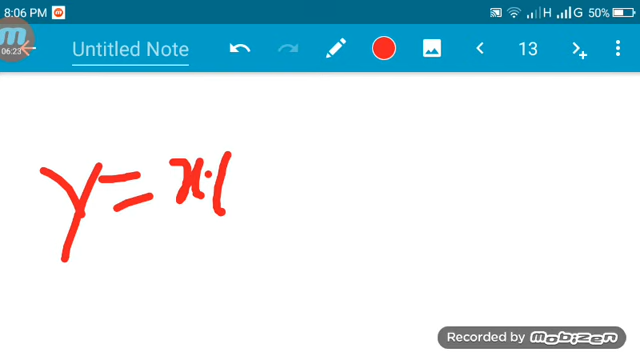 8:06 PM H G 50%
06:23 Untitled Note 13
y = x·(
Recorded by mobizen